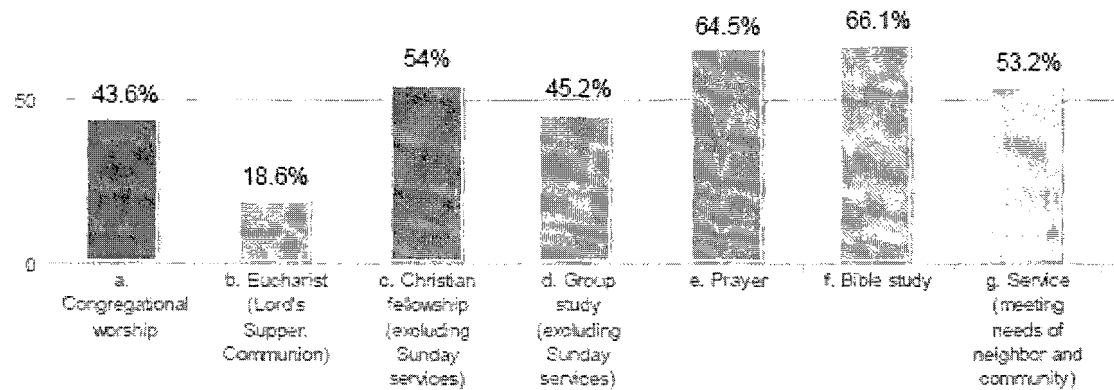 64.5%
66.1%
54%
53.2%
43.6%
45.2%
50
18.6%
0
a.
Congregational
worship
b. Eucharist
(Lord's
Supper,
Communion)
c. Christian
fellowship
(excluding
Sunday
services)
d. Group
study
(excluding
Sunday
services)
e. Prayer
f. Bible study
g. Service
(meeting
needs of
neighbor and
community)